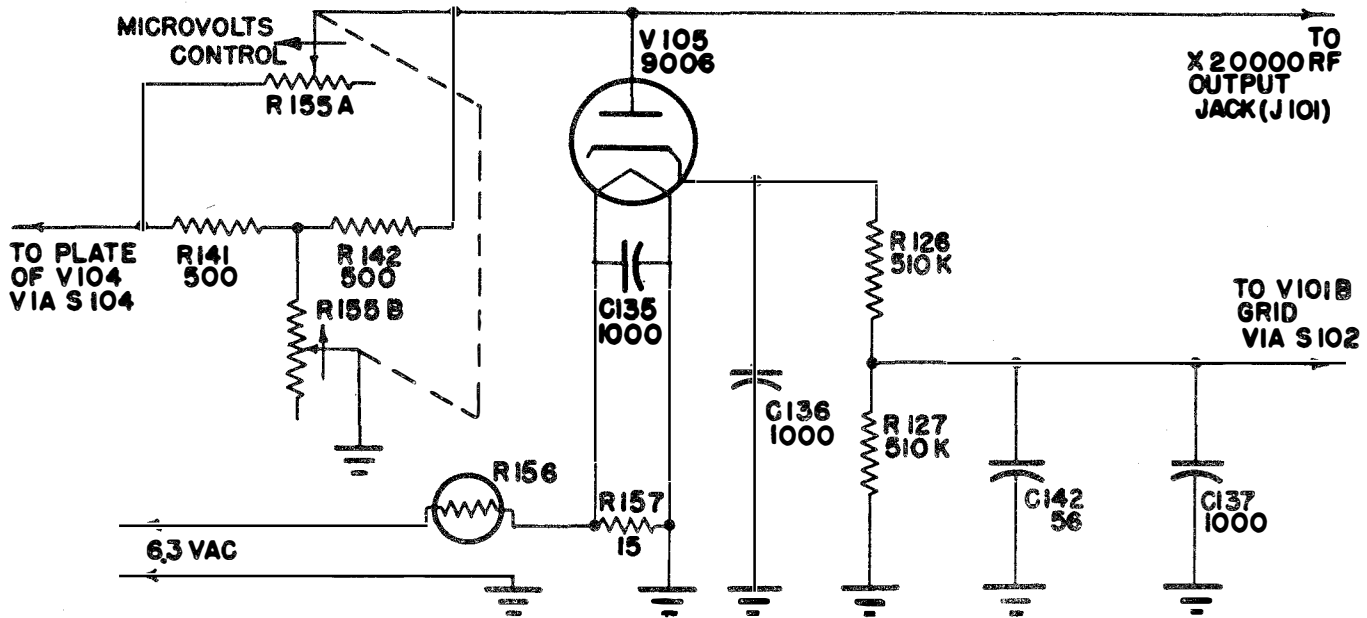 MICROVOLTS
CONTROL
R155A
V105
9006
TO
X20000 RF
OUTPUT
JACK (J101)
TO PLATE
OF V104
VIA S104
R141
500
R142
500
R155B
C135
1000
R126
510K
TO V101B
GRID
VIA S102
C136
1000
R127
510K
R156
R157
15
C142
56
C137
1000
6.3 VAC